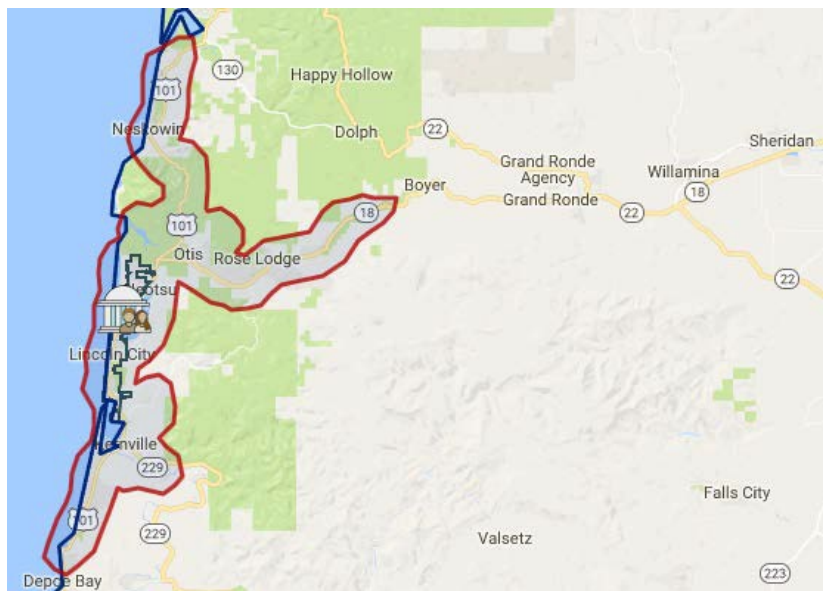 130
Happy Hollow
101
Neskowin
Dolph
22
Sheridan
Grand Ronde
Agency
Willamina
Boyer
18
Grand Ronde
18
22
101
Otis
Rose Lodge
22
Lincoln City
229
Falls City
101
229
Valsetz
223
Depoe Bay